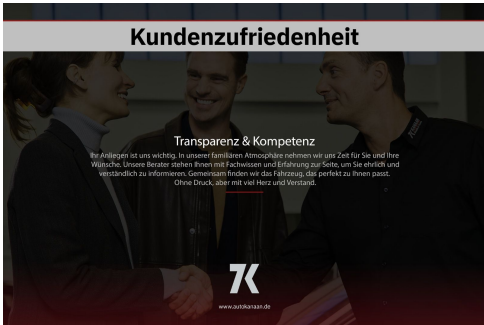 Kundenzufriedenheit
Transparenz & Kompetenz
Ihr Anliegen ist uns wichtig. In unserer familiären Atmosphäre nehmen wir uns Zeit für Sie und Ihre
Wünsche. Unsere Berater stehen Ihnen mit Fachwissen und Erfahrung zur Seite, um Sie ehrlich und
verständlich zu informieren. Gemeinsam finden wir das Fahrzeug, das perfekt zu Ihnen passt.
Ohne Druck, aber mit viel Herz und Verstand.
7K
www.autokanaan.de